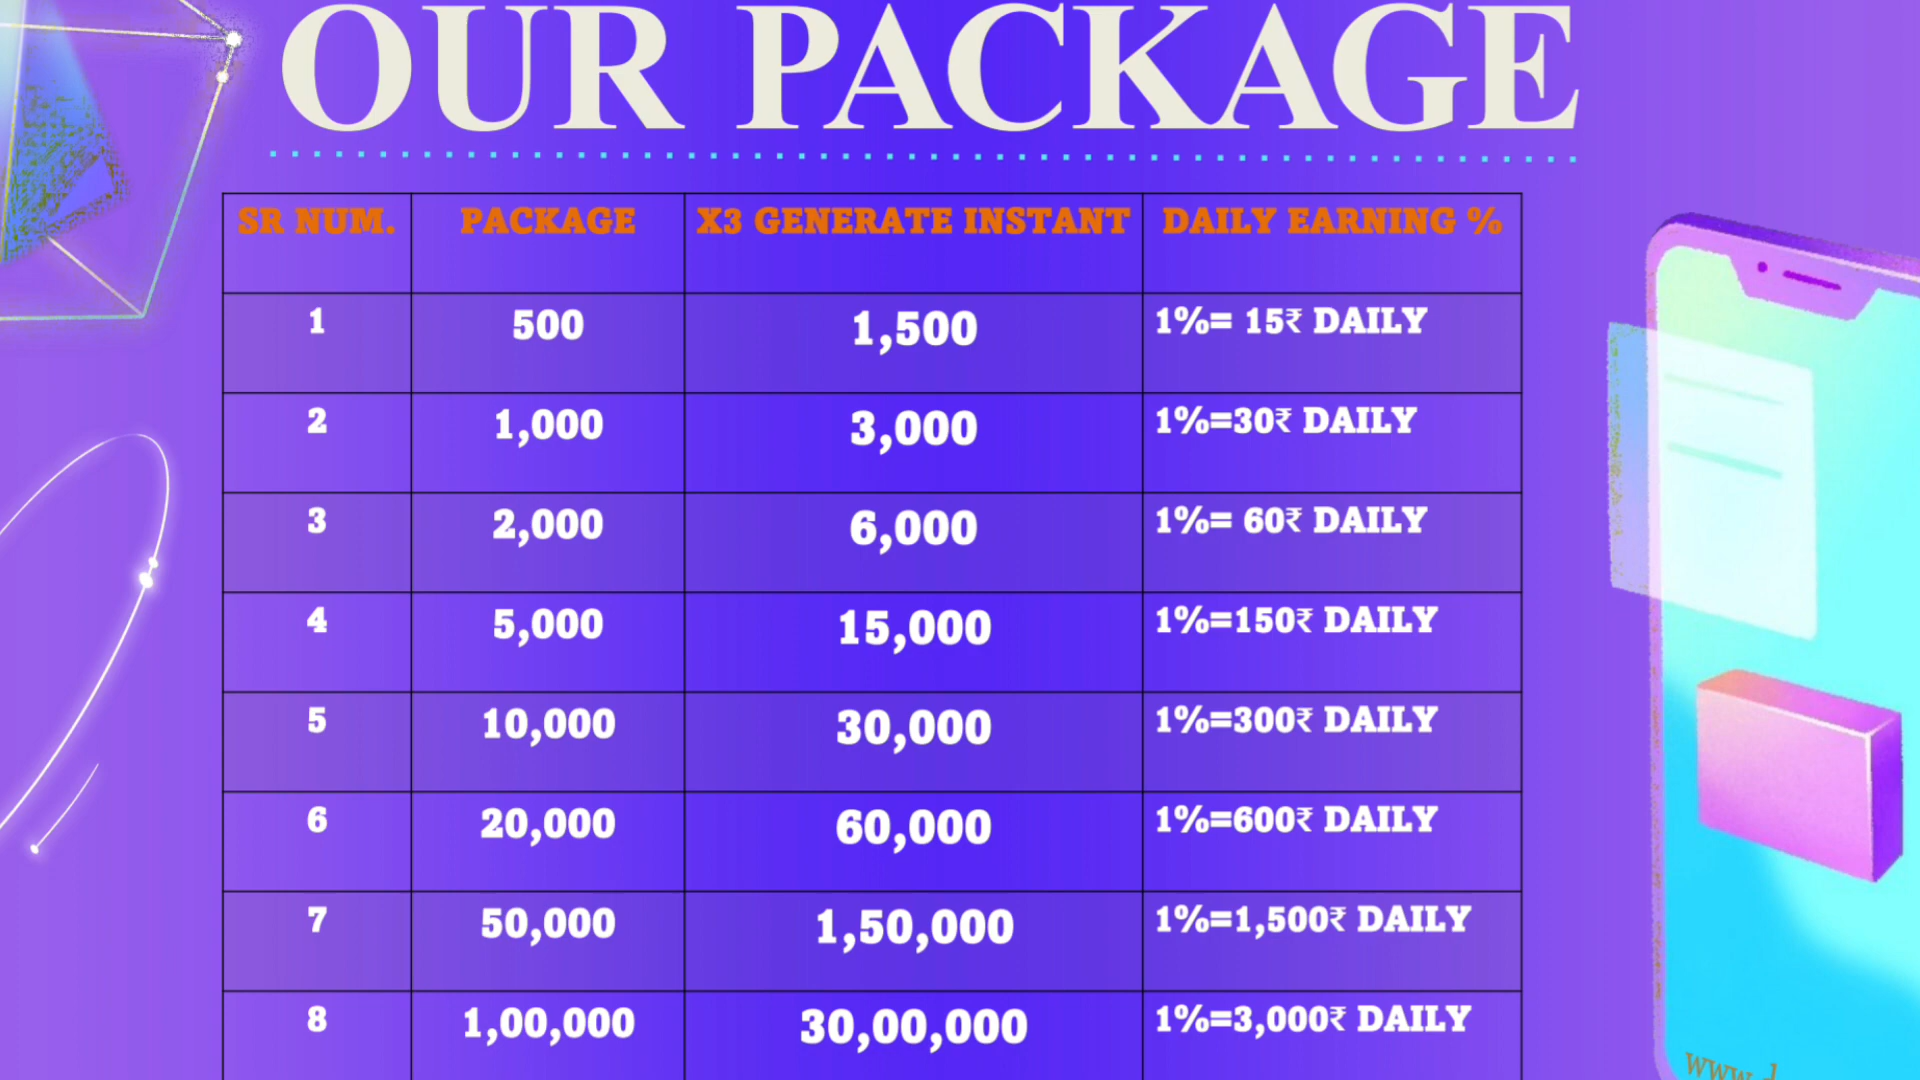 OUR PACKAGE
SR NUM. PACKAGE X3 GENERATE INSTANT DAILY EARNING %
1 500 1,500 1%= 15₹ DAILY
2 1,000 3,000 1%=30₹ DAILY
3 2,000 6,000 1%= 60₹ DAILY
4 5,000 15,000 1%=150₹ DAILY
5 10,000 30,000 1%=300₹ DAILY
6 20,000 60,000 1%=600₹ DAILY
7 50,000 1,50,000 1%=1,500₹ DAILY
8 1,00,000 30,00,000 1%=3,000₹ DAILY